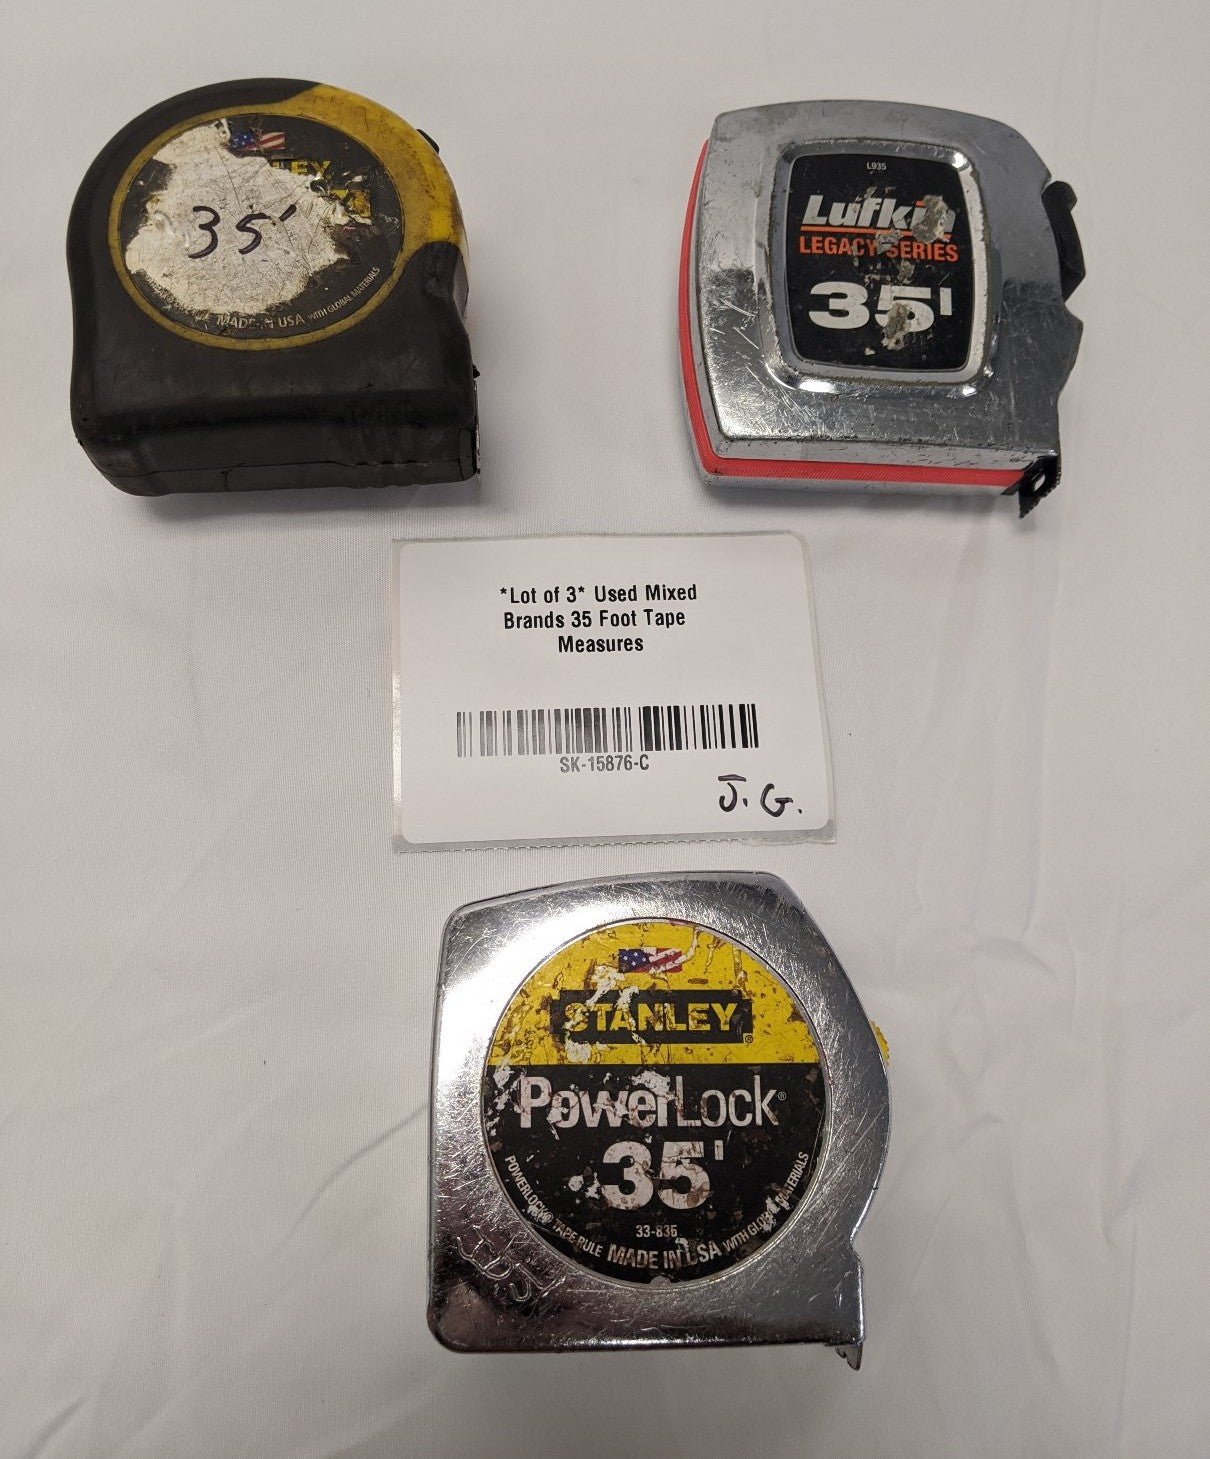 35'
MADE IN USA WITH GLOBAL MATERIALS
L935
Lufkin
LEGACY SERIES
35'
*Lot of 3* Used Mixed
Brands 35 Foot Tape
Measures
SK-15876-C
J.G.
STANLEY
PowerLock®
35'
33-835
POWERLOCK® TAPE RULE MADE IN USA WITH GLOBAL MATERIALS